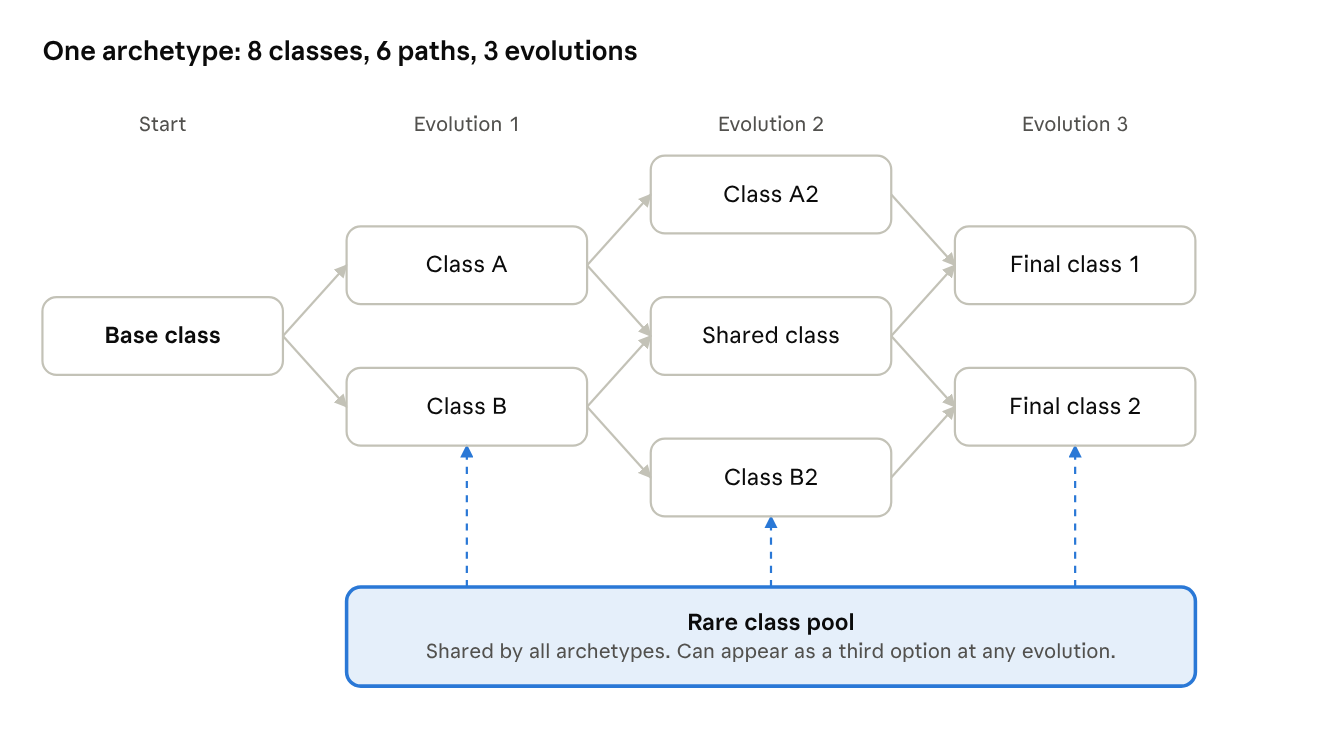 One archetype: 8 classes, 6 paths, 3 evolutions
Start
Evolution 1
Evolution 2
Evolution 3
Class A2
Class A
Final class 1
Base class
Shared class
Class B
Final class 2
Class B2
Rare class pool
Shared by all archetypes. Can appear as a third option at any evolution.